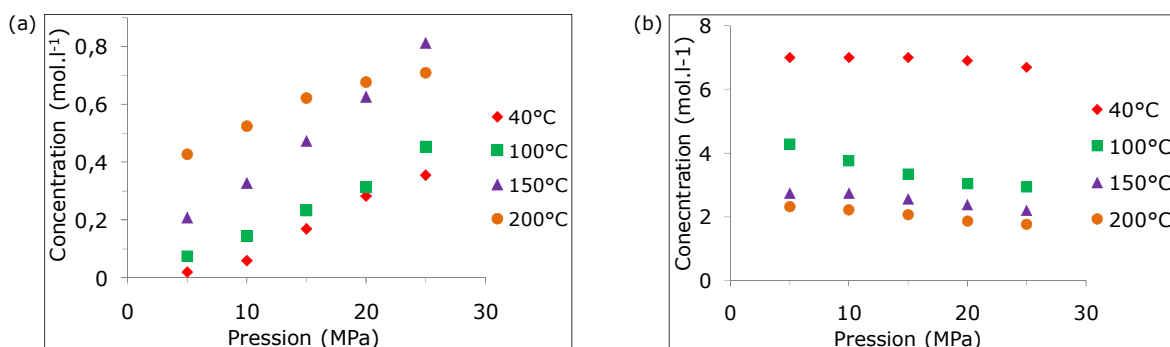 (a)
Concentration (mol.l-1)
0,8
0,6
0,4
0,2
0
0
10
20
30
Pression (MPa)
40°C
100°C
150°C
200°C
(b)
Conecntration (mol.l-1)
8
6
4
2
0
0
10
20
30
Pression (MPa)
40°C
100°C
150°C
200°C